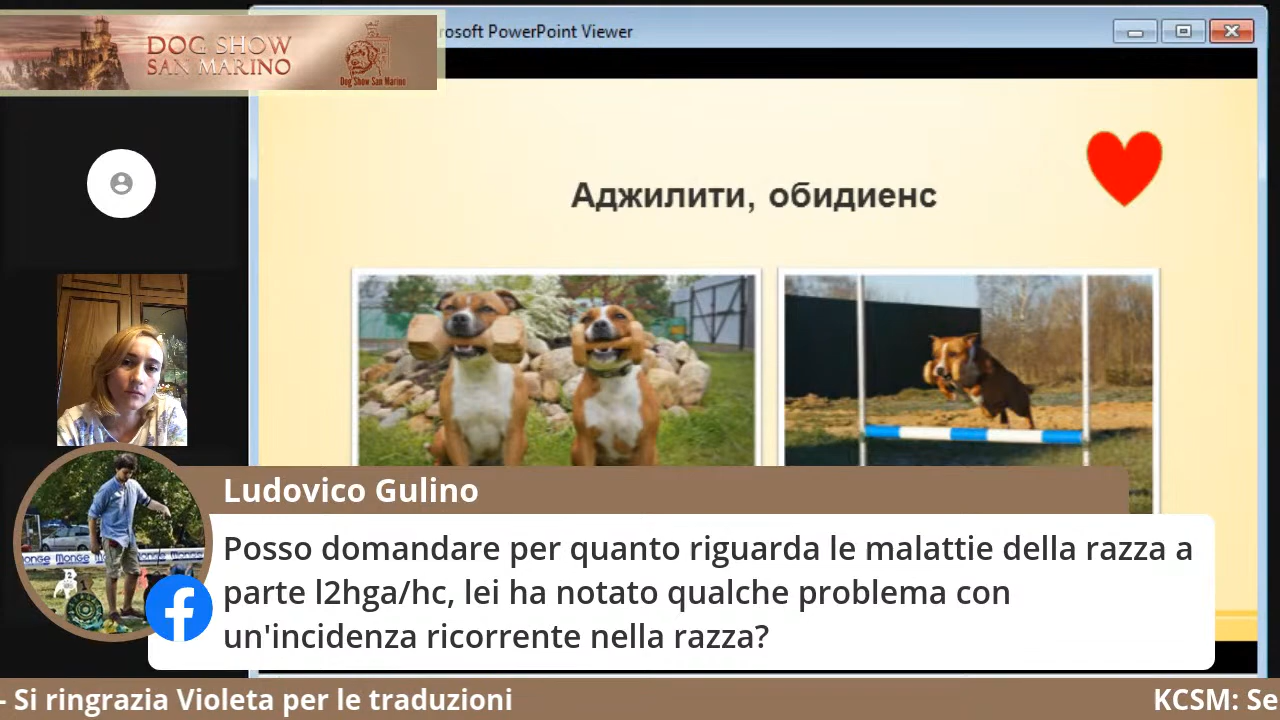 DOG SHOW
SAN MARINO
Dog Show San Marino
rosoft PowerPoint Viewer
Аджилити, обидиенс
Ludovico Gulino
Posso domandare per quanto riguarda le malattie della razza a
parte l2hga/hc, lei ha notato qualche problema con
un'incidenza ricorrente nella razza?
monge monge
- Si ringrazia Violeta per le traduzioni
KCSM: Se